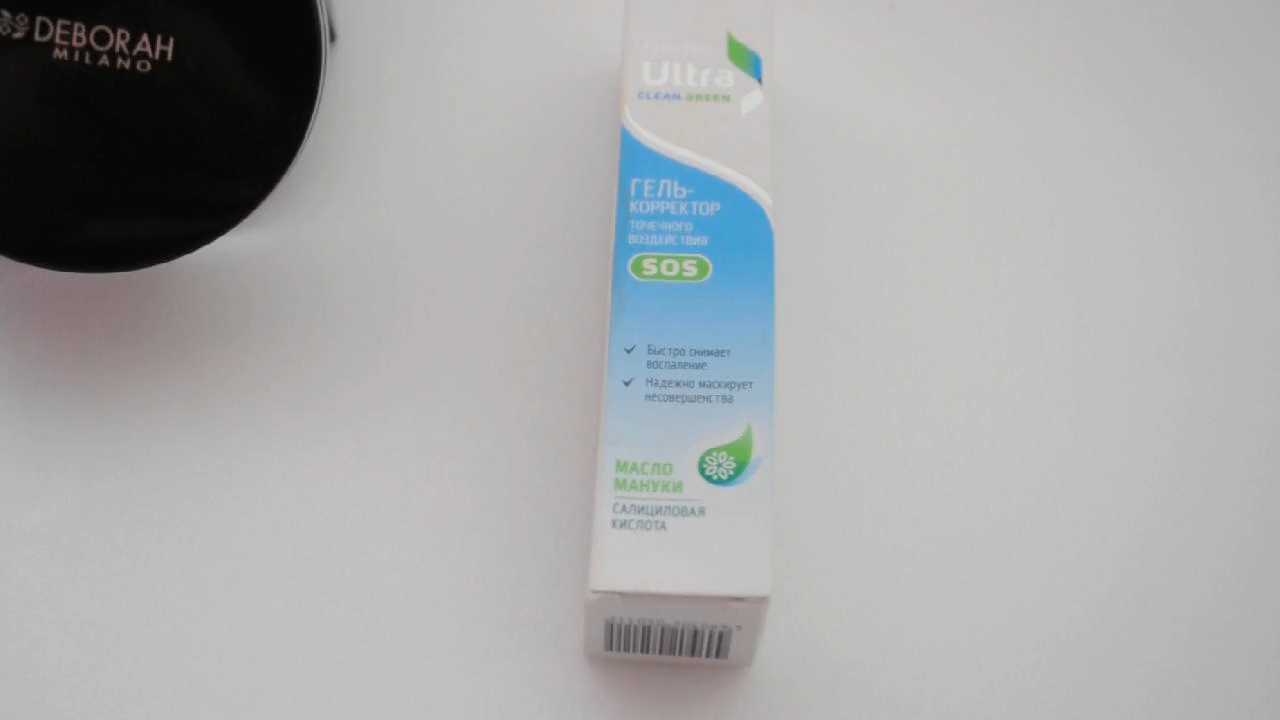 DEBORAH
MILANO
Ultra
CLEAN GREEN
ГЕЛЬ-
КОРРЕКТОР
ТОЧЕЧНОГО
ВОЗДЕЙСТВИЯ
SOS
Быстро снимает
воспаление
Надежно маскирует
несовершенства
МАСЛО
МАНУКИ
САЛИЦИЛОВАЯ
КИСЛОТА